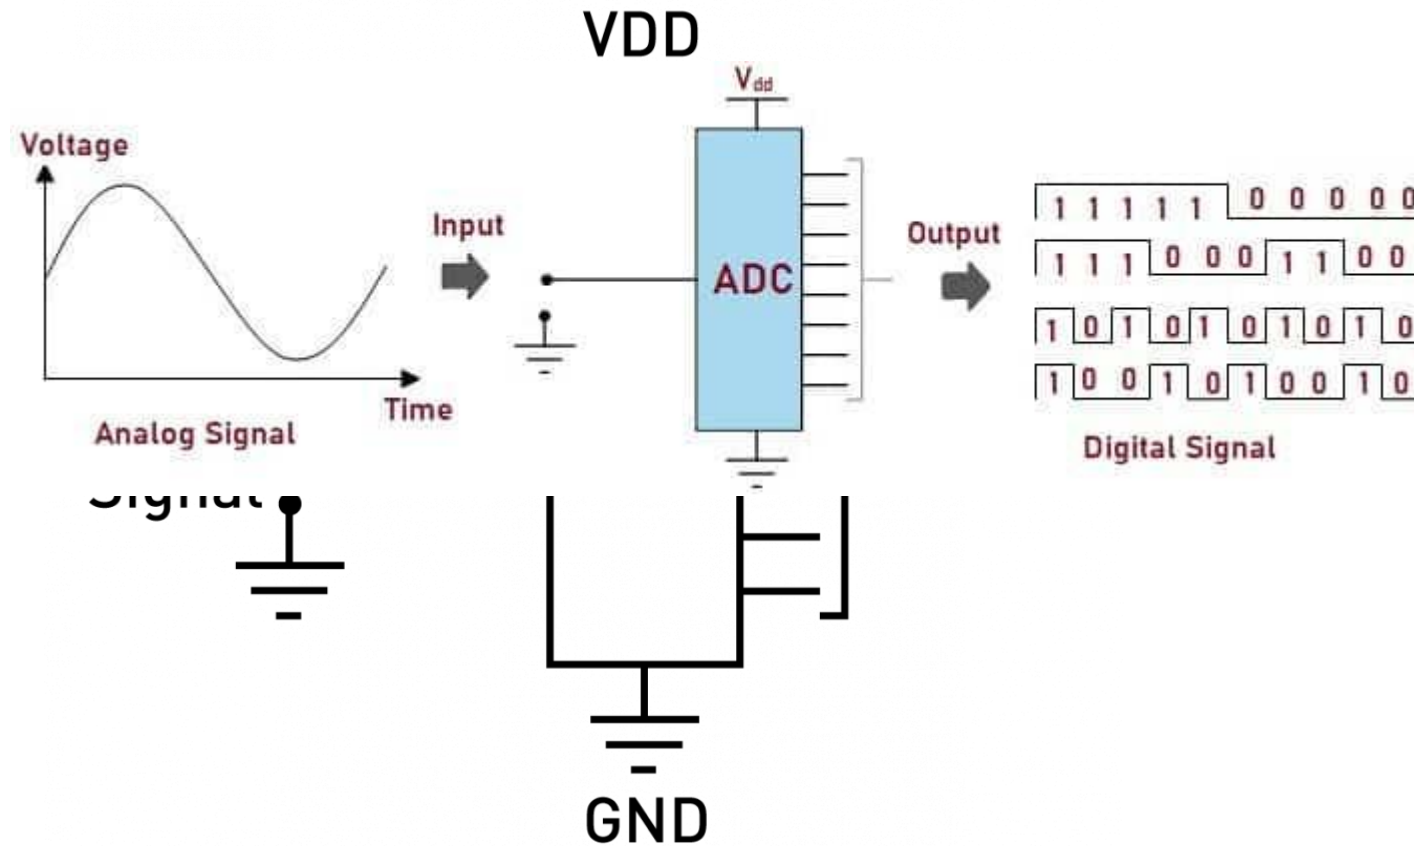 VDD
Vdd
Voltage
Input
ADC
Output
1 1 1 1 1 0 0 0 0 0
1 1 1 0 0 0 1 1 0 0
1 0 1 0 1 0 1 0 1 0
1 0 0 1 0 1 0 0 1 0
Time
Analog Signal
Digital Signal
Signal
GND